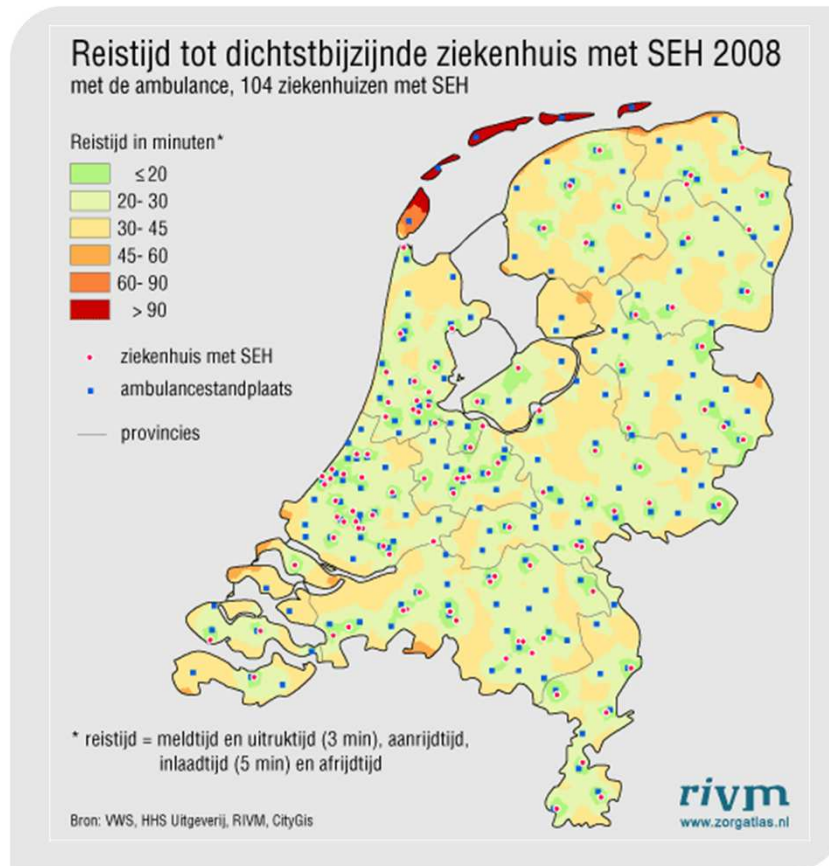 Reistijd tot dichtstbijzijnde ziekenhuis met SEH 2008
met de ambulance, 104 ziekenhuizen met SEH
Reistijd in minuten*
≤ 20
20- 30
30- 45
45- 60
60- 90
> 90
ziekenhuis met SEH
ambulancestandplaats
provincies
* reistijd = meldtijd en uitruktijd (3 min), aanrijdtijd,
inlaadtijd (5 min) en afrijdtijd
Bron: VWS, HHS Uitgeverij, RIVM, CityGis
rivm
www.zorgatlas.nl